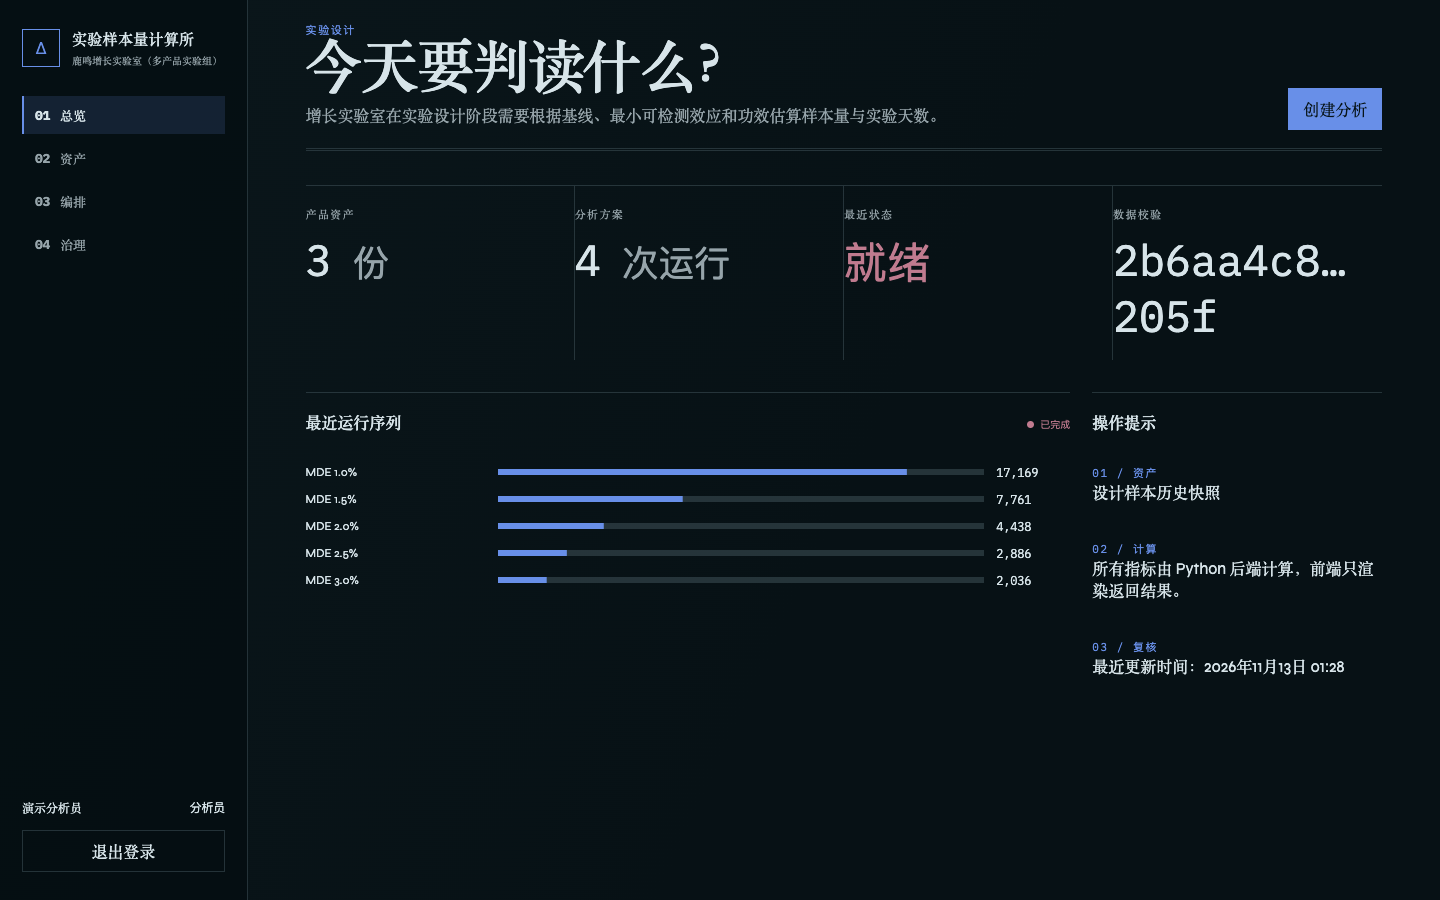 Δ
实验样本量计算所
鹿鸣增长实验室（多产品实验组）
01 总览
02 资产
03 编排
04 治理
演示分析员 分析员
退出登录
实验设计
今天要判读什么?
增长实验室在实验设计阶段需要根据基线、最小可检测效应和功效估算样本量与实验天数。
创建分析
产品资产
3 份
分析方案
4 次运行
最近状态
就绪
数据校验
2b6aa4c8…
205f
最近运行序列
已完成
MDE 1.0% 17,169
MDE 1.5% 7,761
MDE 2.0% 4,438
MDE 2.5% 2,886
MDE 3.0% 2,036
操作提示
01 / 资产
设计样本历史快照
02 / 计算
所有指标由 Python 后端计算，前端只渲
染返回结果。
03 / 复核
最近更新时间：2026年11月13日 01:28